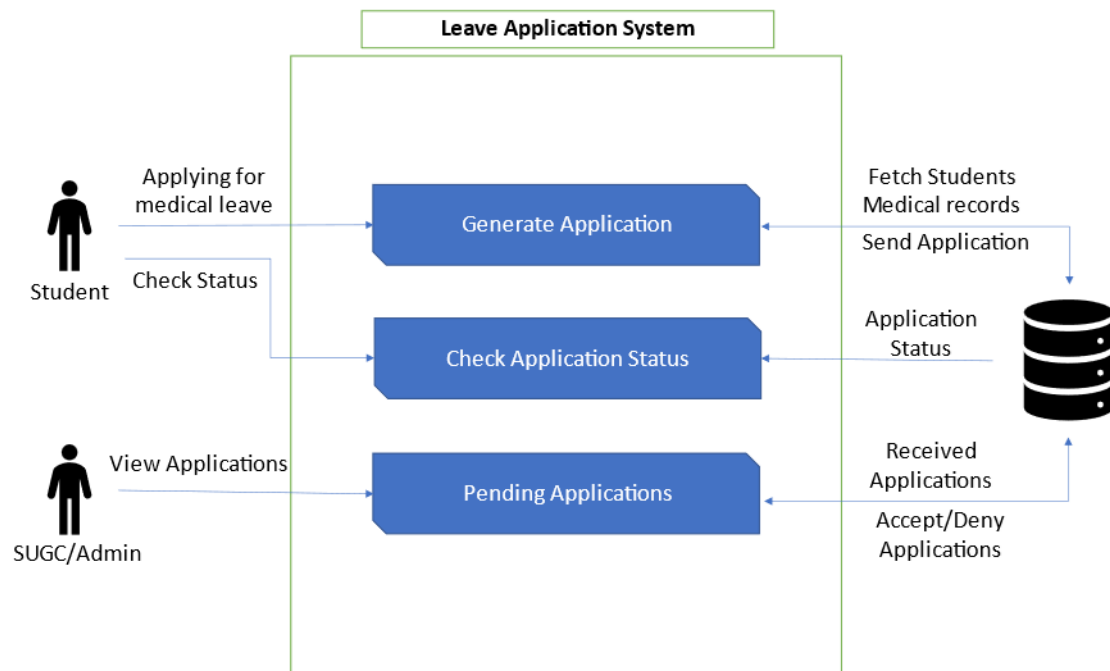 Leave Application System
Applying for
medical leave
Generate Application
Fetch Students
Medical records
Send Application
Student
Check Status
Check Application Status
Application
Status
View Applications
Pending Applications
Received
Applications
Accept/Deny
Applications
SUGC/Admin